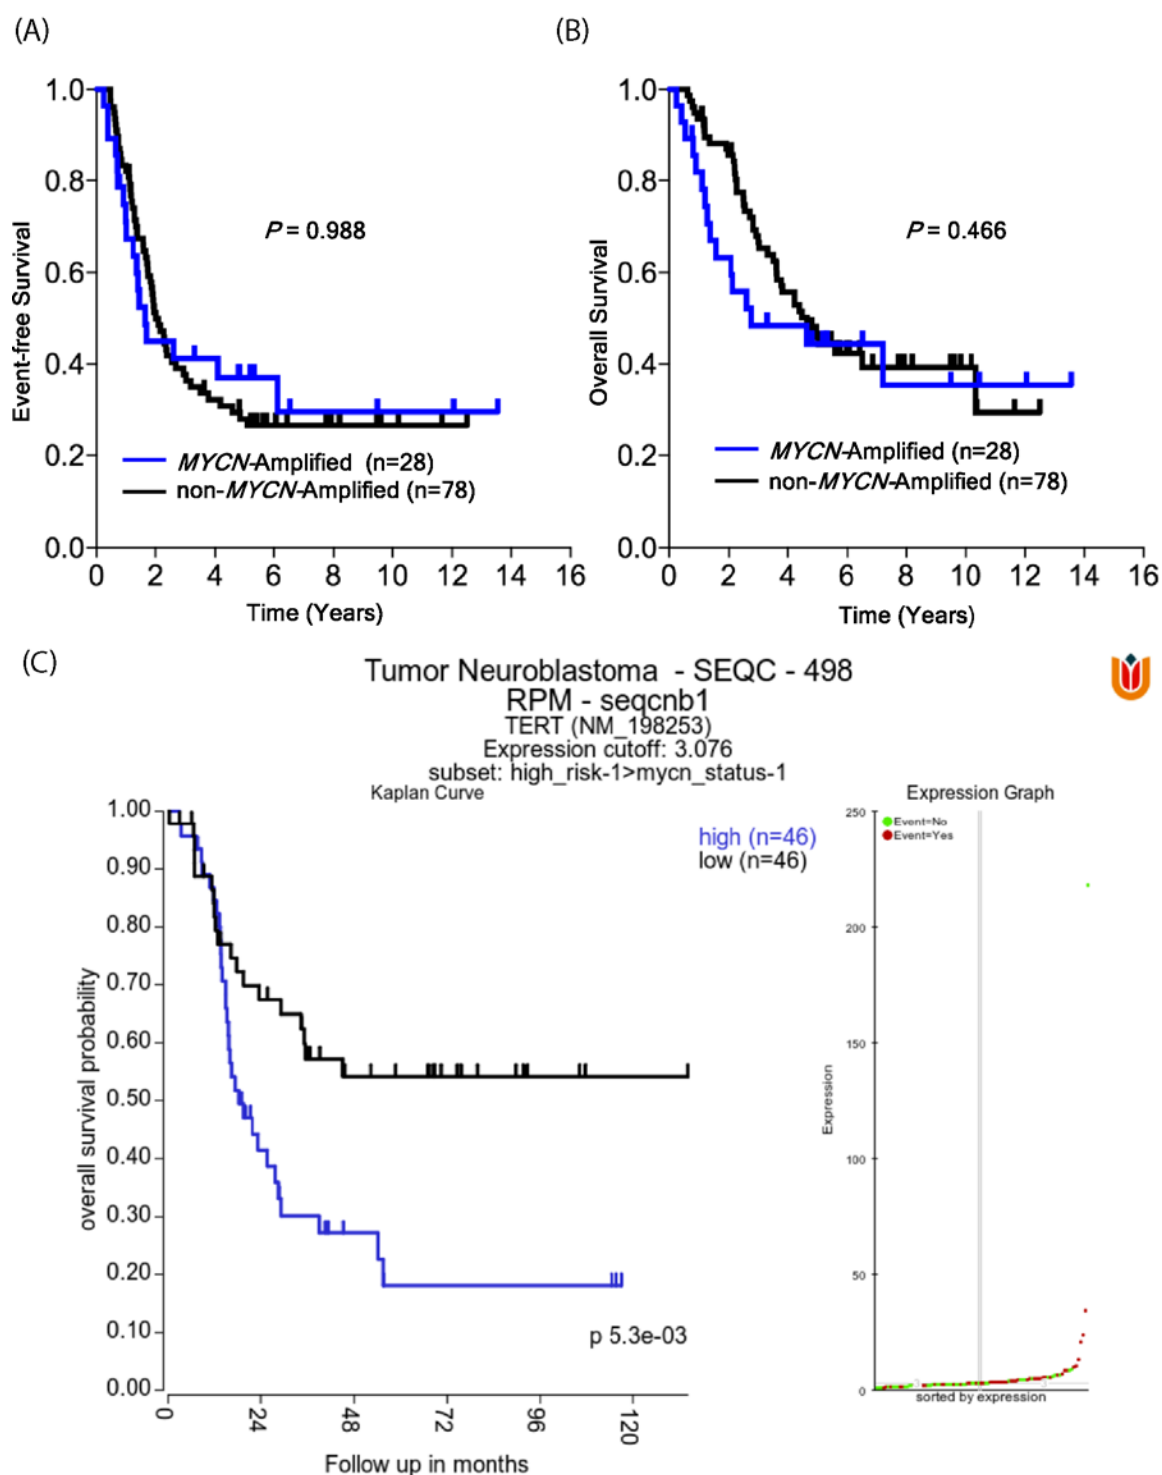 (A)
(B)
1.0
0.8
0.6
0.4
0.2
0.0
Event-free Survival
P = 0.988
MYCN-Amplified (n=28)
non-MYCN-Amplified (n=78)
0 2 4 6 8 10 12 14 16
Time (Years)
1.0
0.8
0.6
0.4
0.2
0.0
Overall Survival
P = 0.466
MYCN-Amplified (n=28)
non-MYCN-Amplified (n=78)
0 2 4 6 8 10 12 14 16
Time (Years)
(C)
Tumor Neuroblastoma - SEQC - 498
RPM - seqcnb1
TERT (NM_198253)
Expression cutoff: 3.076
subset: high_risk-1>mycn_status-1
Kaplan Curve
1.00
0.90
0.80
0.70
0.60
0.50
0.40
0.30
0.20
0.10
0.00
overall survival probability
high (n=46)
low (n=46)
p 5.3e-03
0 24 48 72 96 120
Follow up in months
Expression Graph
Event=No
Event=Yes
250
200
150
100
50
0
Expression
sorted by expression